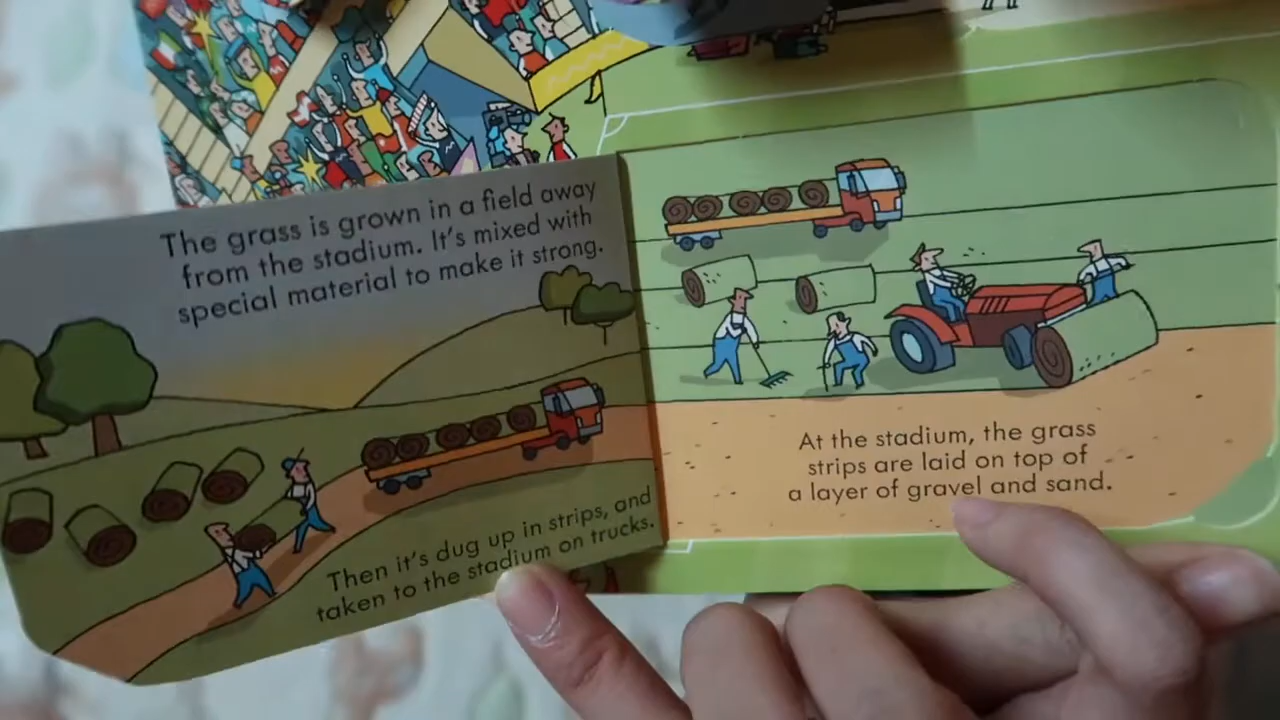 The grass is grown in a field away
from the stadium. It's mixed with
special material to make it strong.
Then it's dug up in strips, and
taken to the stadium on trucks.
At the stadium, the grass
strips are laid on top of
a layer of gravel and sand.